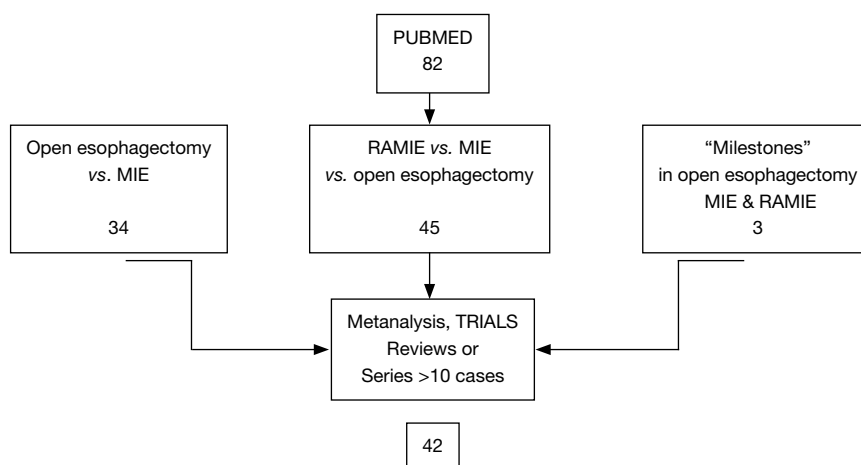 PUBMED
82
Open esophagectomy
vs. MIE
34
RAMIE vs. MIE
vs. open esophagectomy
45
“Milestones”
in open esophagectomy
MIE & RAMIE
3
Metanalysis, TRIALS
Reviews or
Series >10 cases
42